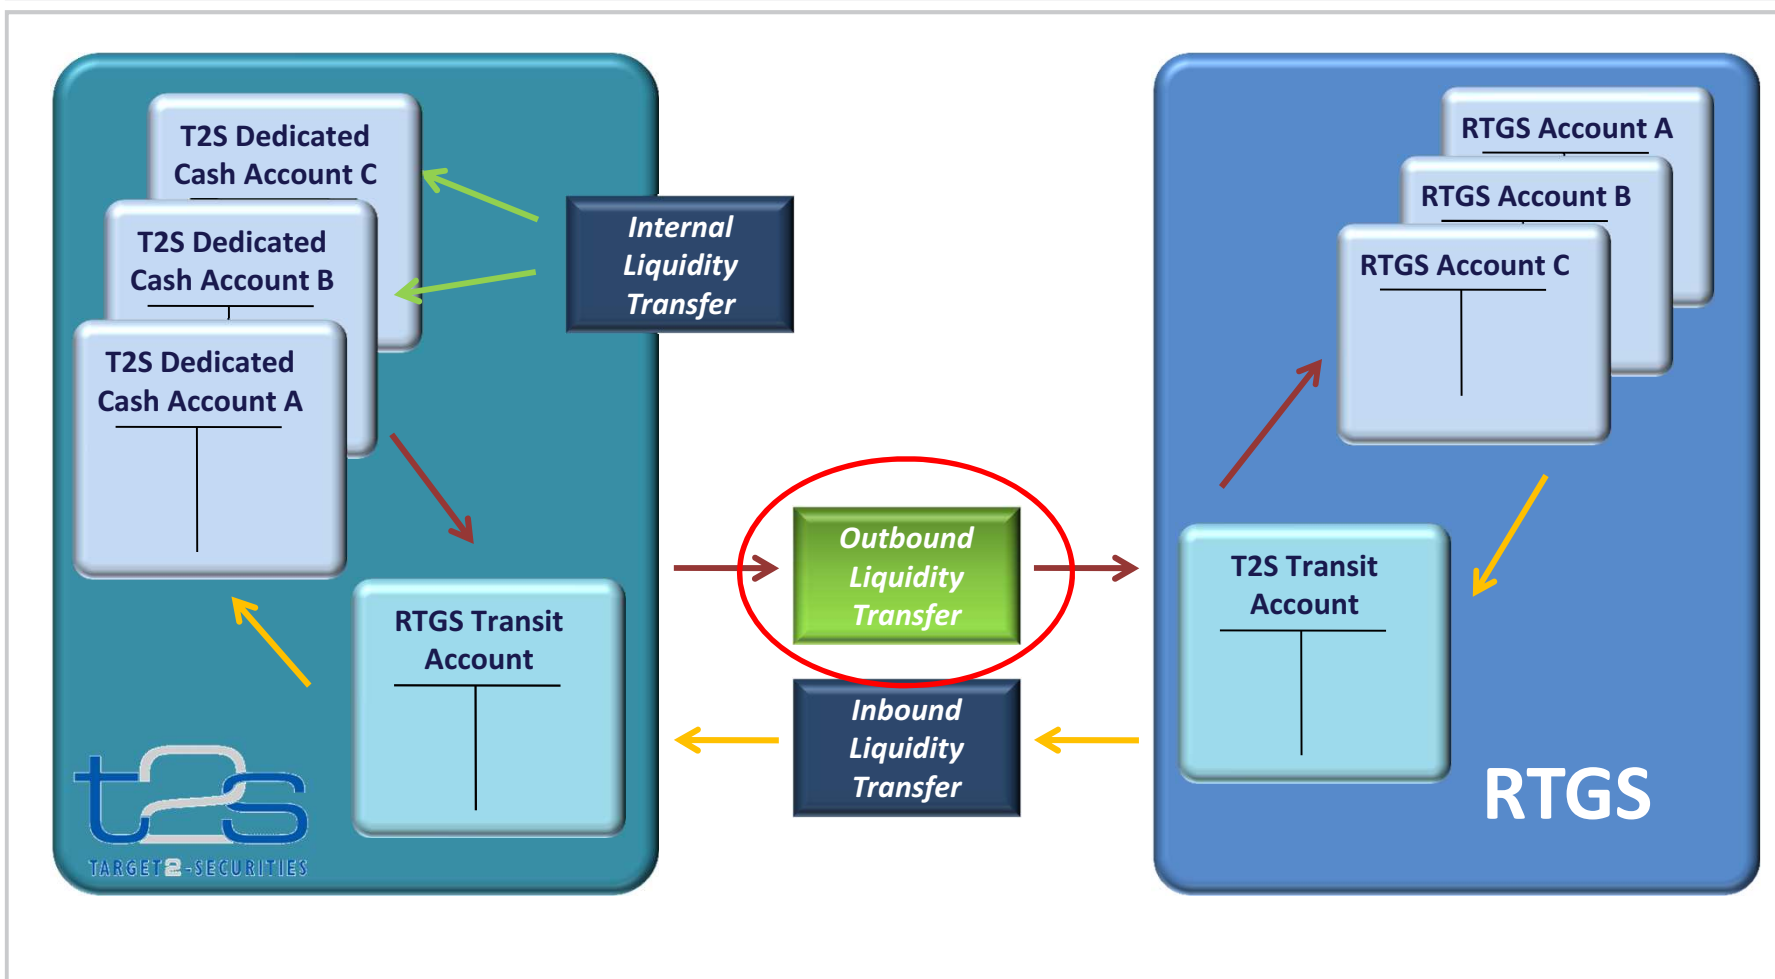 T2S Dedicated
Cash Account C
T2S Dedicated
Cash Account B
T2S Dedicated
Cash Account A
Internal
Liquidity
Transfer
RTGS Account A
RTGS Account B
RTGS Account C
Outbound
Liquidity
Transfer
T2S Transit
Account
RTGS Transit
Account
Inbound
Liquidity
Transfer
RTGS
t2s
TARGET2-SECURITIES